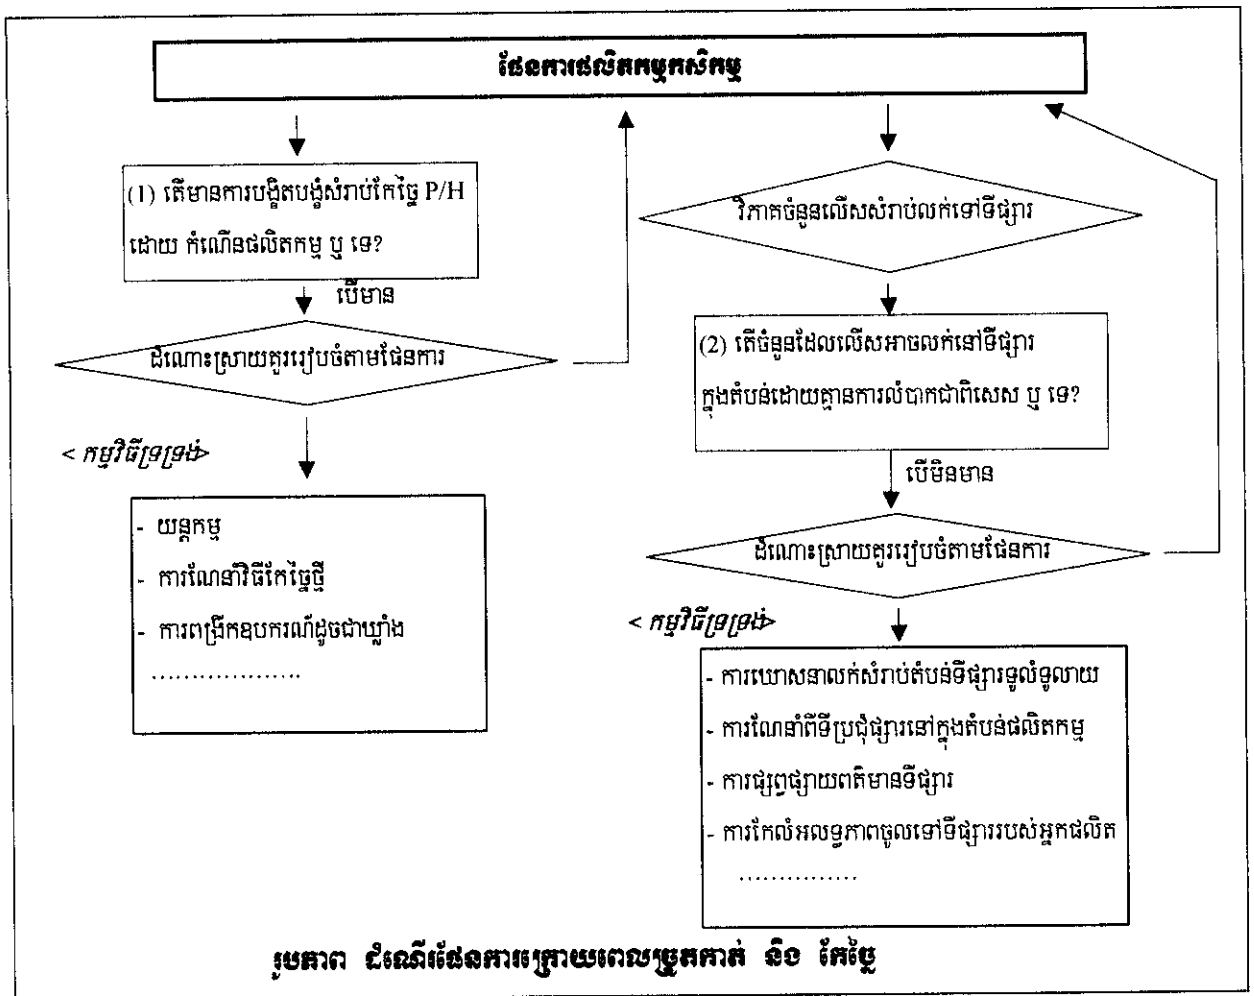 ផែនការផលិតកម្មកសិកម្ម
(1) តើមានការបង្ខិតបង្ខំសំរាប់កែច្នៃ P/H
ដោយ កំណើនផលិតកម្ម ឬ ទេ?
បើមាន
ដំណោះស្រាយគួររៀបចំតាមផែនការ
< កម្មវិធីទ្រទ្រង់>
- យន្តកម្ម
- ការណែនាំវិធីកែច្នៃថ្មី
- ការពង្រីកឧបករណ៍ដូចជាឃ្លាំង
...................
វិភាគចំនួនលើសសំរាប់លក់ទៅទីផ្សារ
(2) តើចំនួនដែលលើសអាចលក់នៅទីផ្សារ
ក្នុងតំបន់ដោយគ្មានការលំបាកជាពិសេស ឬ ទេ?
បើមិនមាន
ដំណោះស្រាយគួររៀបចំតាមផែនការ
< កម្មវិធីទ្រទ្រង់>
- ការឃោសនាលក់សំរាប់តំបន់ទីផ្សារទូលំទូលាយ
- ការណែនាំពីទីប្រជុំផ្សារនៅក្នុងតំបន់ផលិតកម្ម
- ការផ្សព្វផ្សាយពត៌មានទីផ្សារ
- ការកែលំអលទ្ធភាពចូលទៅទីផ្សាររបស់អ្នកផលិត
...............
រូបភាព ដំណើរផែនការក្រោយពេលច្រូតកាត់ និង កែច្នៃ